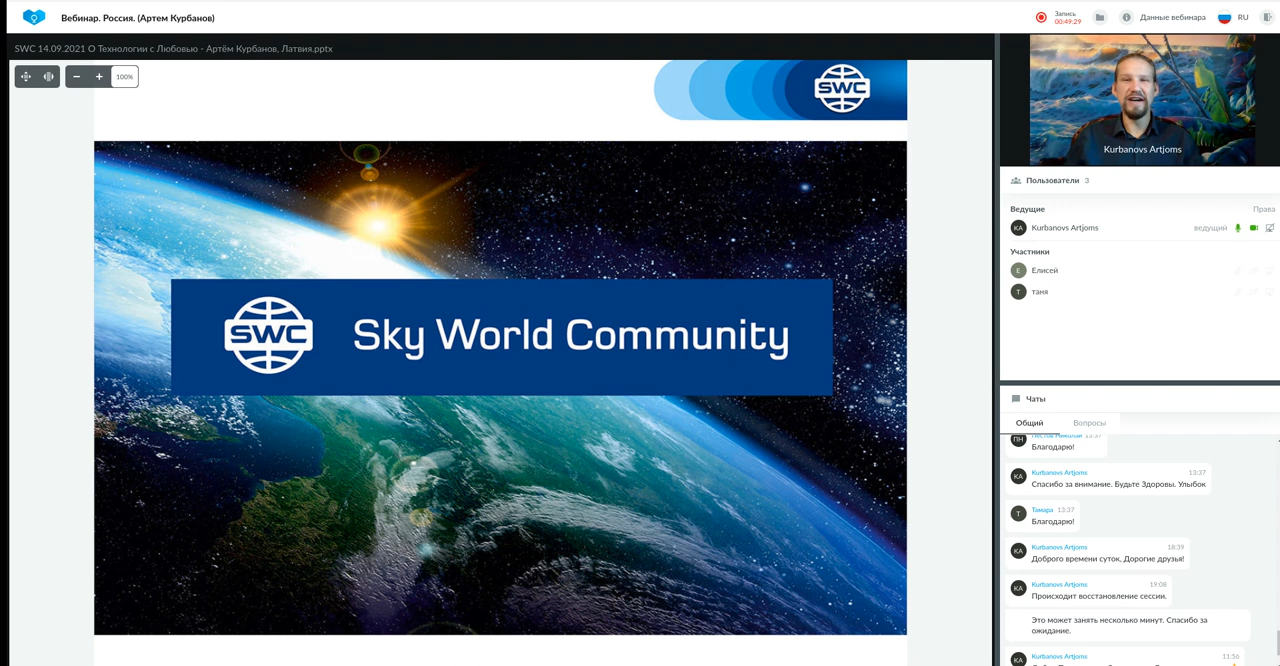 Вебинар. Россия. (Артем Курбанов)
Запись
00:49:29
Данные вебинара
RU
SWC 14.09.2021 О Технологии с Любовью - Артём Курбанов, Латвия.pptx
100%
SWC
SWC Sky World Community
Kurbanovs Artjoms
Пользователи 3
Ведущие Права
KA Kurbanovs Artjoms ведущий
Участники
Е Елисей
Т таня
Чаты
Общий Вопросы
ПН 13:37
Благодарю!
KA Kurbanovs Artjoms 13:37
Спасибо за внимание. Будьте Здоровы. Улыбок
Т Тамара 13:37
Благодарю!
KA Kurbanovs Artjoms 18:39
Доброго времени суток, Дорогие друзья!
KA Kurbanovs Artjoms 19:08
Происходит восстановление сессии.
Это может занять несколько минут. Спасибо за
ожидание.
KA Kurbanovs Artjoms 11:56